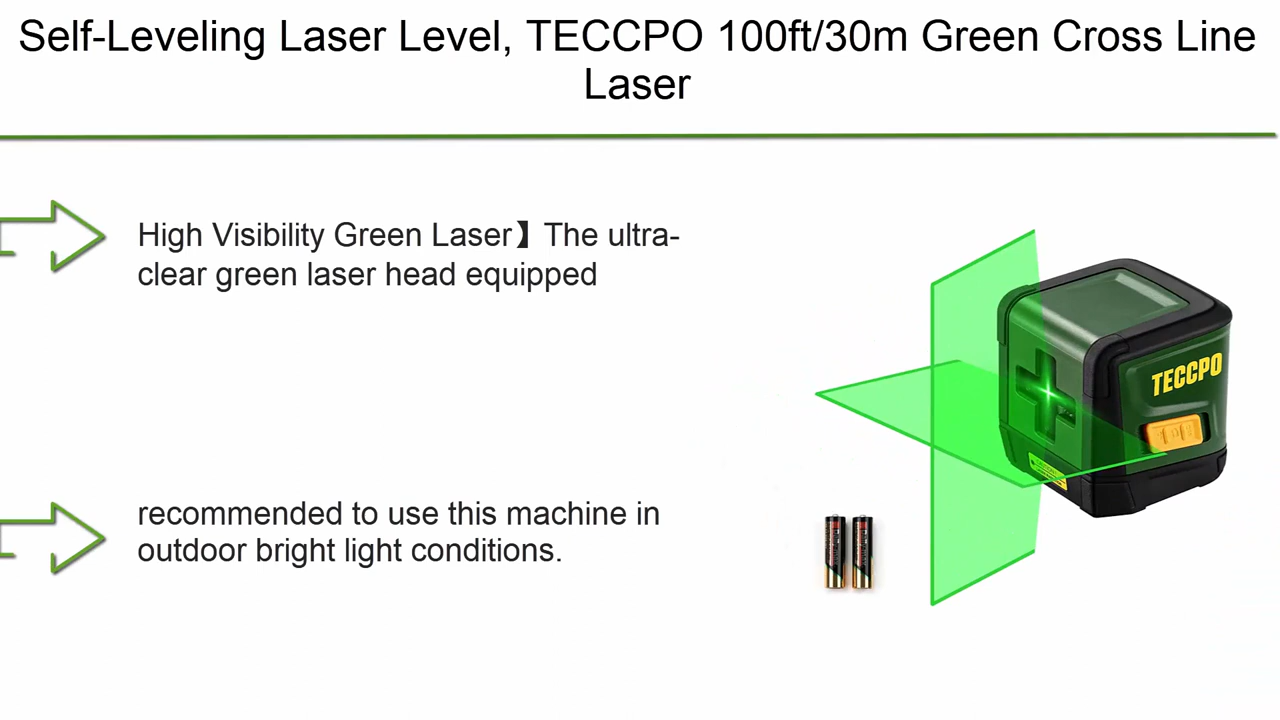 Self-Leveling Laser Level, TECCPO 100ft/30m Green Cross Line
Laser
High Visibility Green Laser】The ultra-
clear green laser head equipped
TECCPO
recommended to use this machine in
outdoor bright light conditions.